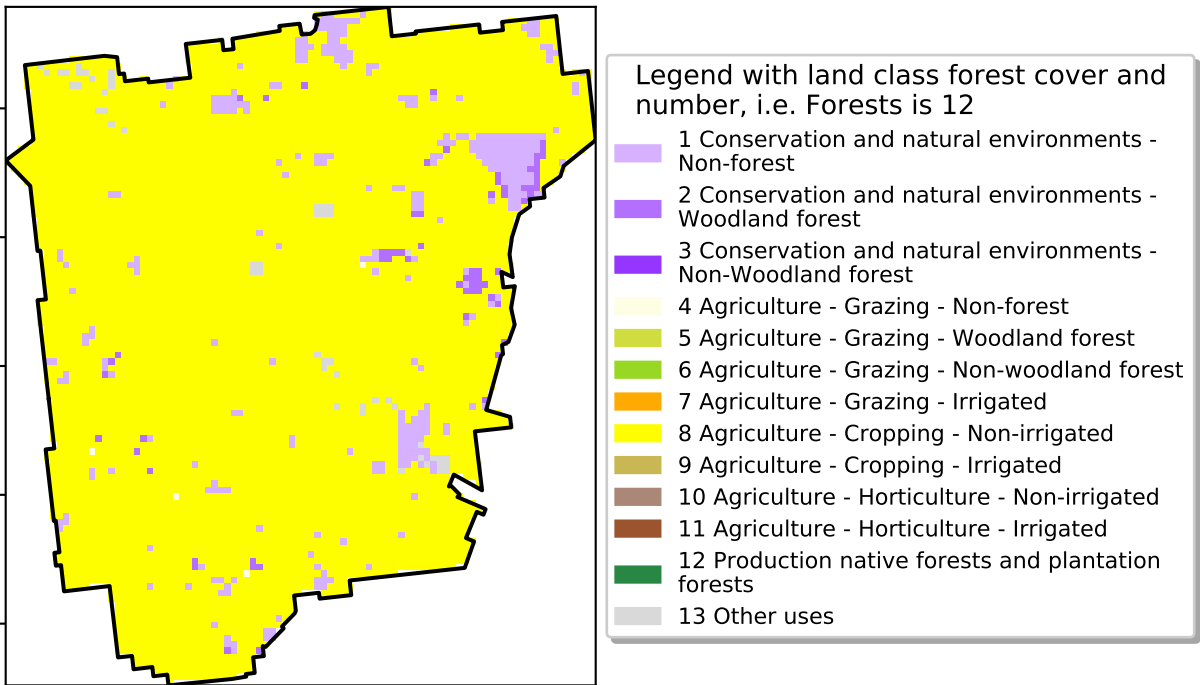 Legend with land class forest cover and
number, i.e. Forests is 12
1 Conservation and natural environments -
Non-forest
2 Conservation and natural environments -
Woodland forest
3 Conservation and natural environments -
Non-Woodland forest
4 Agriculture - Grazing - Non-forest
5 Agriculture - Grazing - Woodland forest
6 Agriculture - Grazing - Non-woodland forest
7 Agriculture - Grazing - Irrigated
8 Agriculture - Cropping - Non-irrigated
9 Agriculture - Cropping - Irrigated
10 Agriculture - Horticulture - Non-irrigated
11 Agriculture - Horticulture - Irrigated
12 Production native forests and plantation
forests
13 Other uses